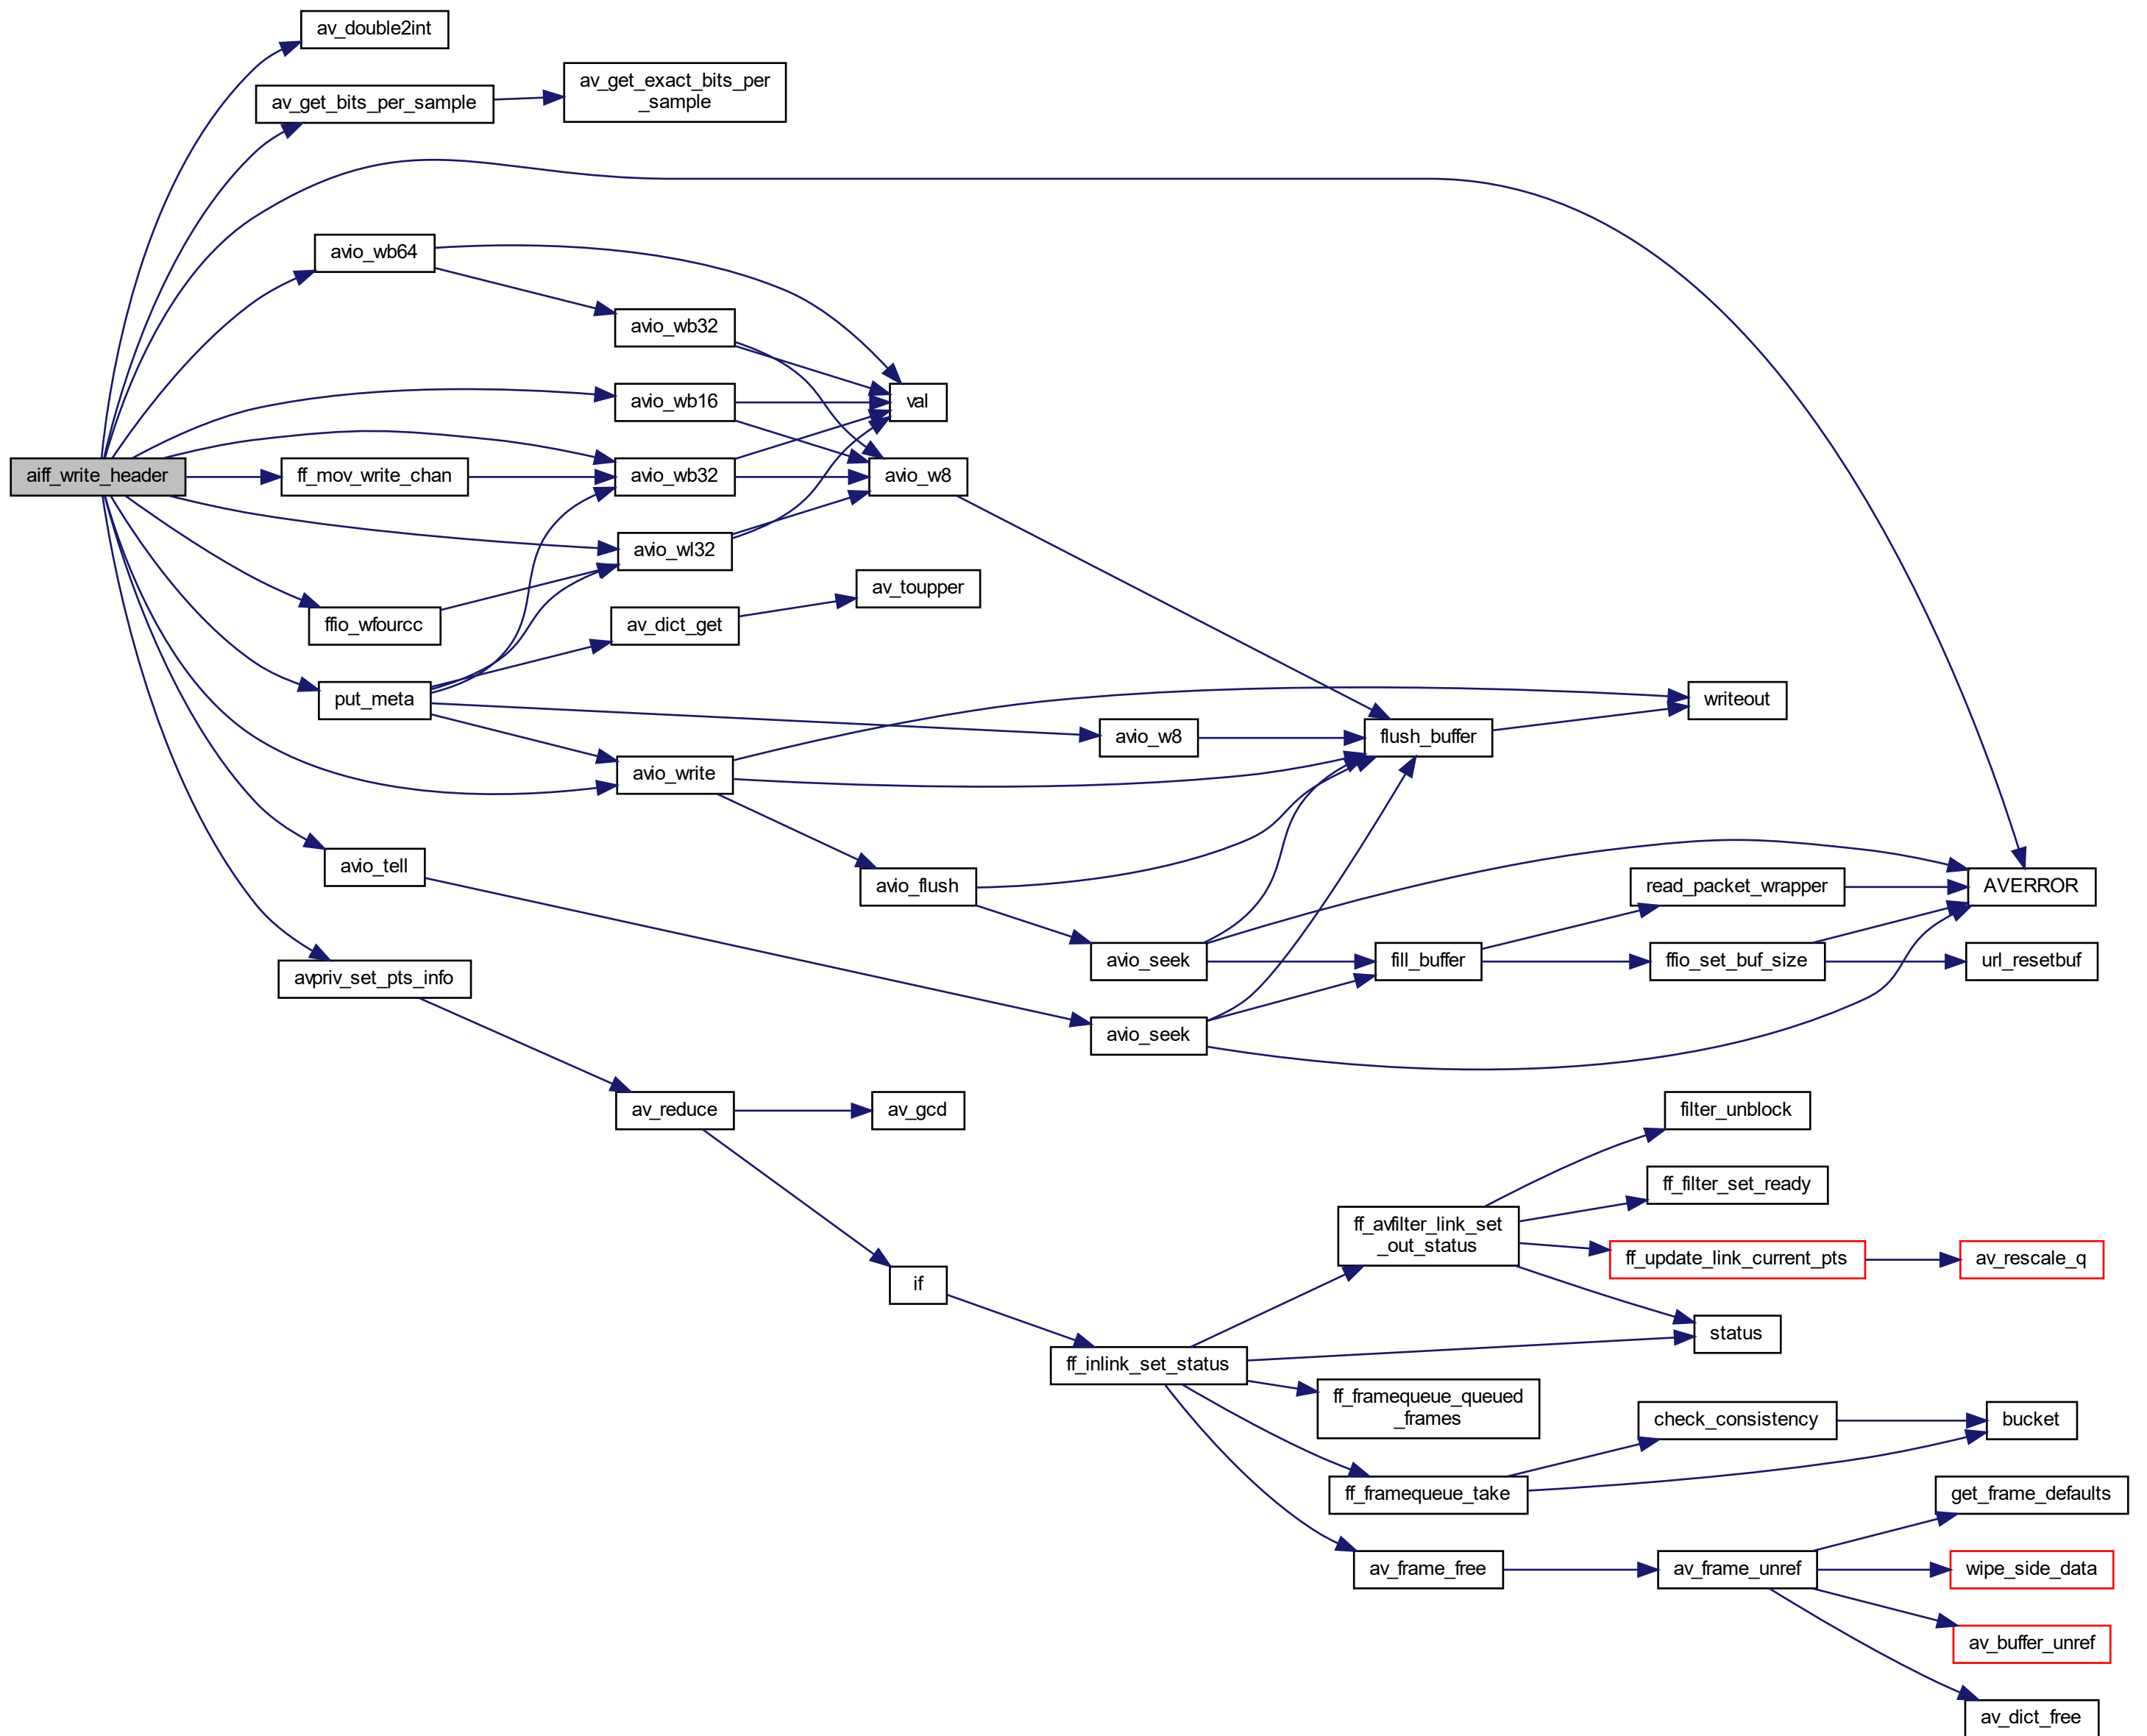 av_double2int
av_get_exact_bits_per
_sample
av_get_bits_per_sample
avio_wb64
avio_wb32
avio_wb16
val
aiff_write_header
ff_mov_write_chan
avio_wb32
avio_w8
avio_wl32
av_toupper
ffio_wfourcc
av_dict_get
put_meta
writeout
avio_w8
flush_buffer
avio_write
avio_tell
avio_flush
read_packet_wrapper
AVERROR
avio_seek
fill_buffer
ffio_set_buf_size
url_resetbuf
avpriv_set_pts_info
avio_seek
av_reduce
av_gcd
filter_unblock
ff_filter_set_ready
ff_avfilter_link_set
_out_status
ff_update_link_current_pts
av_rescale_q
if
status
ff_inlink_set_status
ff_framequeue_queued
_frames
check_consistency
bucket
ff_framequeue_take
get_frame_defaults
av_frame_free
av_frame_unref
wipe_side_data
av_buffer_unref
av_dict_free